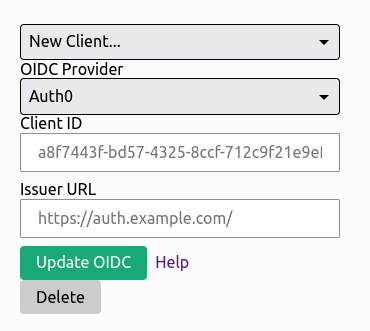 New Client...
OIDC Provider
Auth0
Client ID
a8f7443f-bd57-4325-8ccf-712c9f21e9e
Issuer URL
https://auth.example.com/
Update OIDC Help
Delete